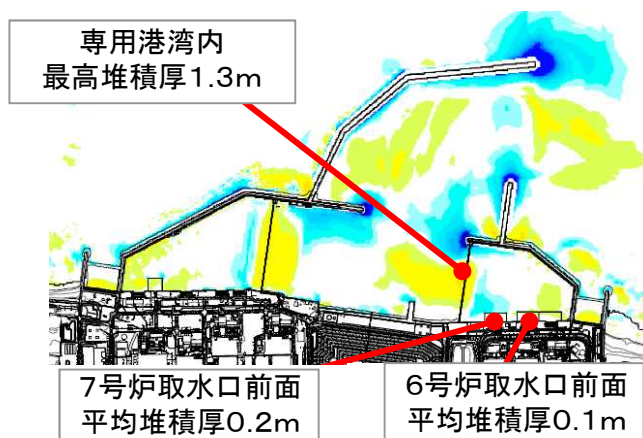 専用港湾内
最高堆積厚1.3m
7号炉取水口前面
平均堆積厚0.2m
6号炉取水口前面
平均堆積厚0.1m